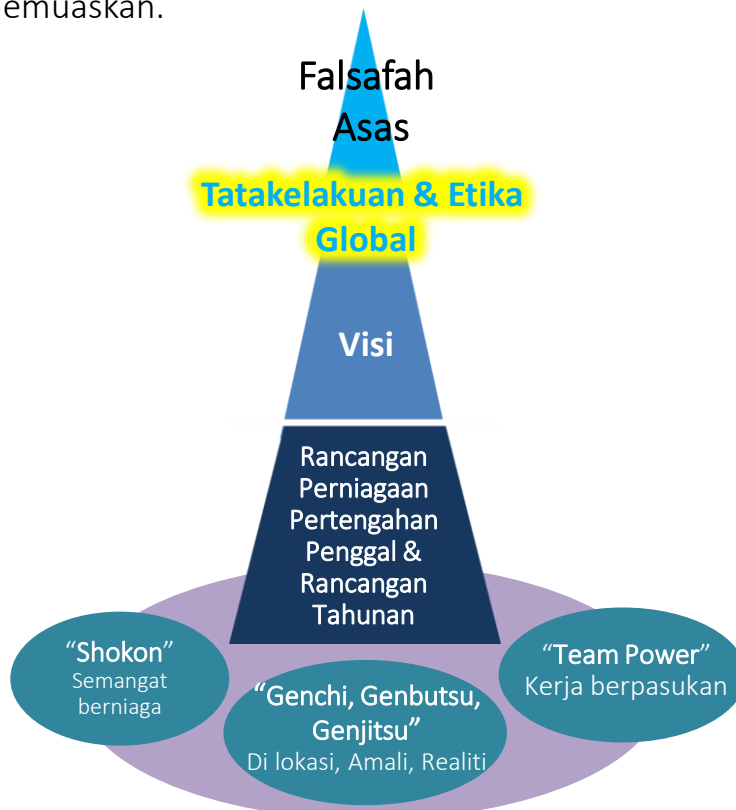 emuaskan.
Falsafah
Asas
Tatakelakuan & Etika
Global
Visi
Rancangan
Perniagaan
Pertengahan
Penggal &
Rancangan
Tahunan
“Shokon”
Semangat
berniaga
“Genchi, Genbutsu,
Genjitsu”
Di lokasi, Amali, Realiti
“Team Power”
Kerja berpasukan